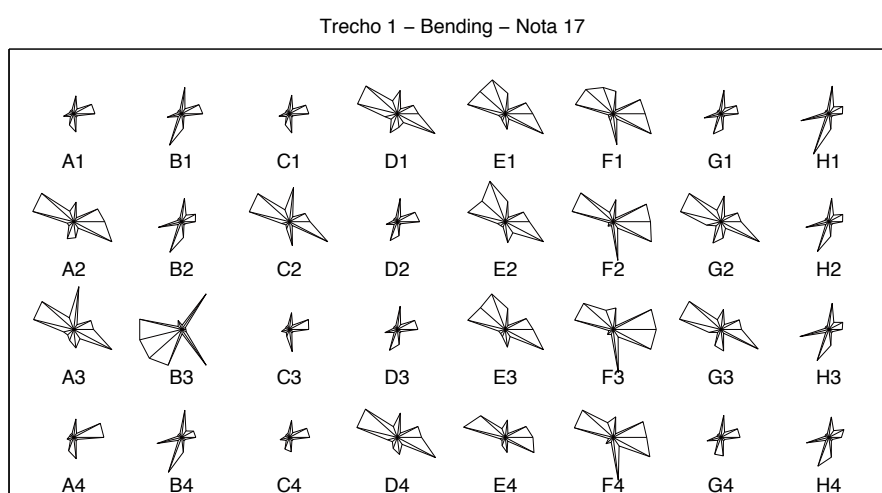 Trecho 1 − Bending − Nota 17
A1 B1 C1 D1 E1 F1 G1 H1
A2 B2 C2 D2 E2 F2 G2 H2
A3 B3 C3 D3 E3 F3 G3 H3
A4 B4 C4 D4 E4 F4 G4 H4